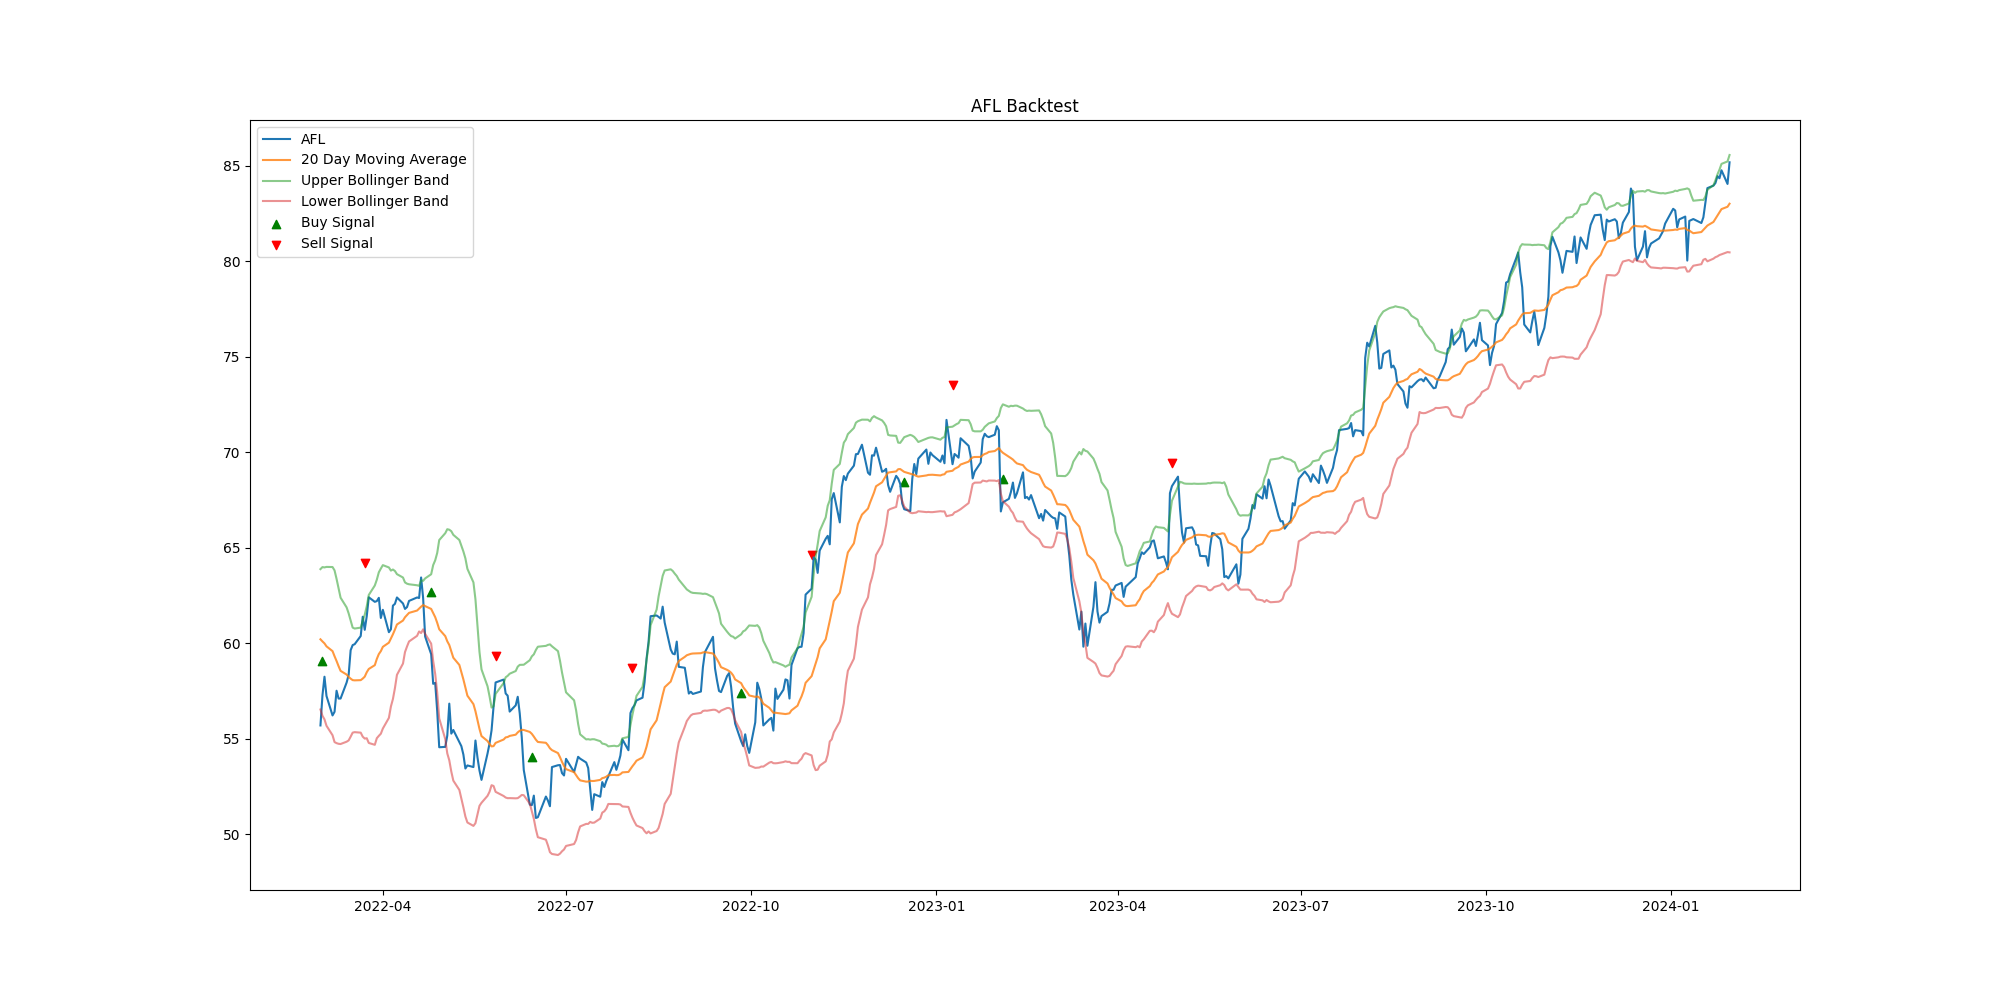 AFL Backtest
AFL
20 Day Moving Average
Upper Bollinger Band
Lower Bollinger Band
Buy Signal
Sell Signal
85
80
75
70
65
60
55
50
2022-04
2022-07
2022-10
2023-01
2023-04
2023-07
2023-10
2024-01